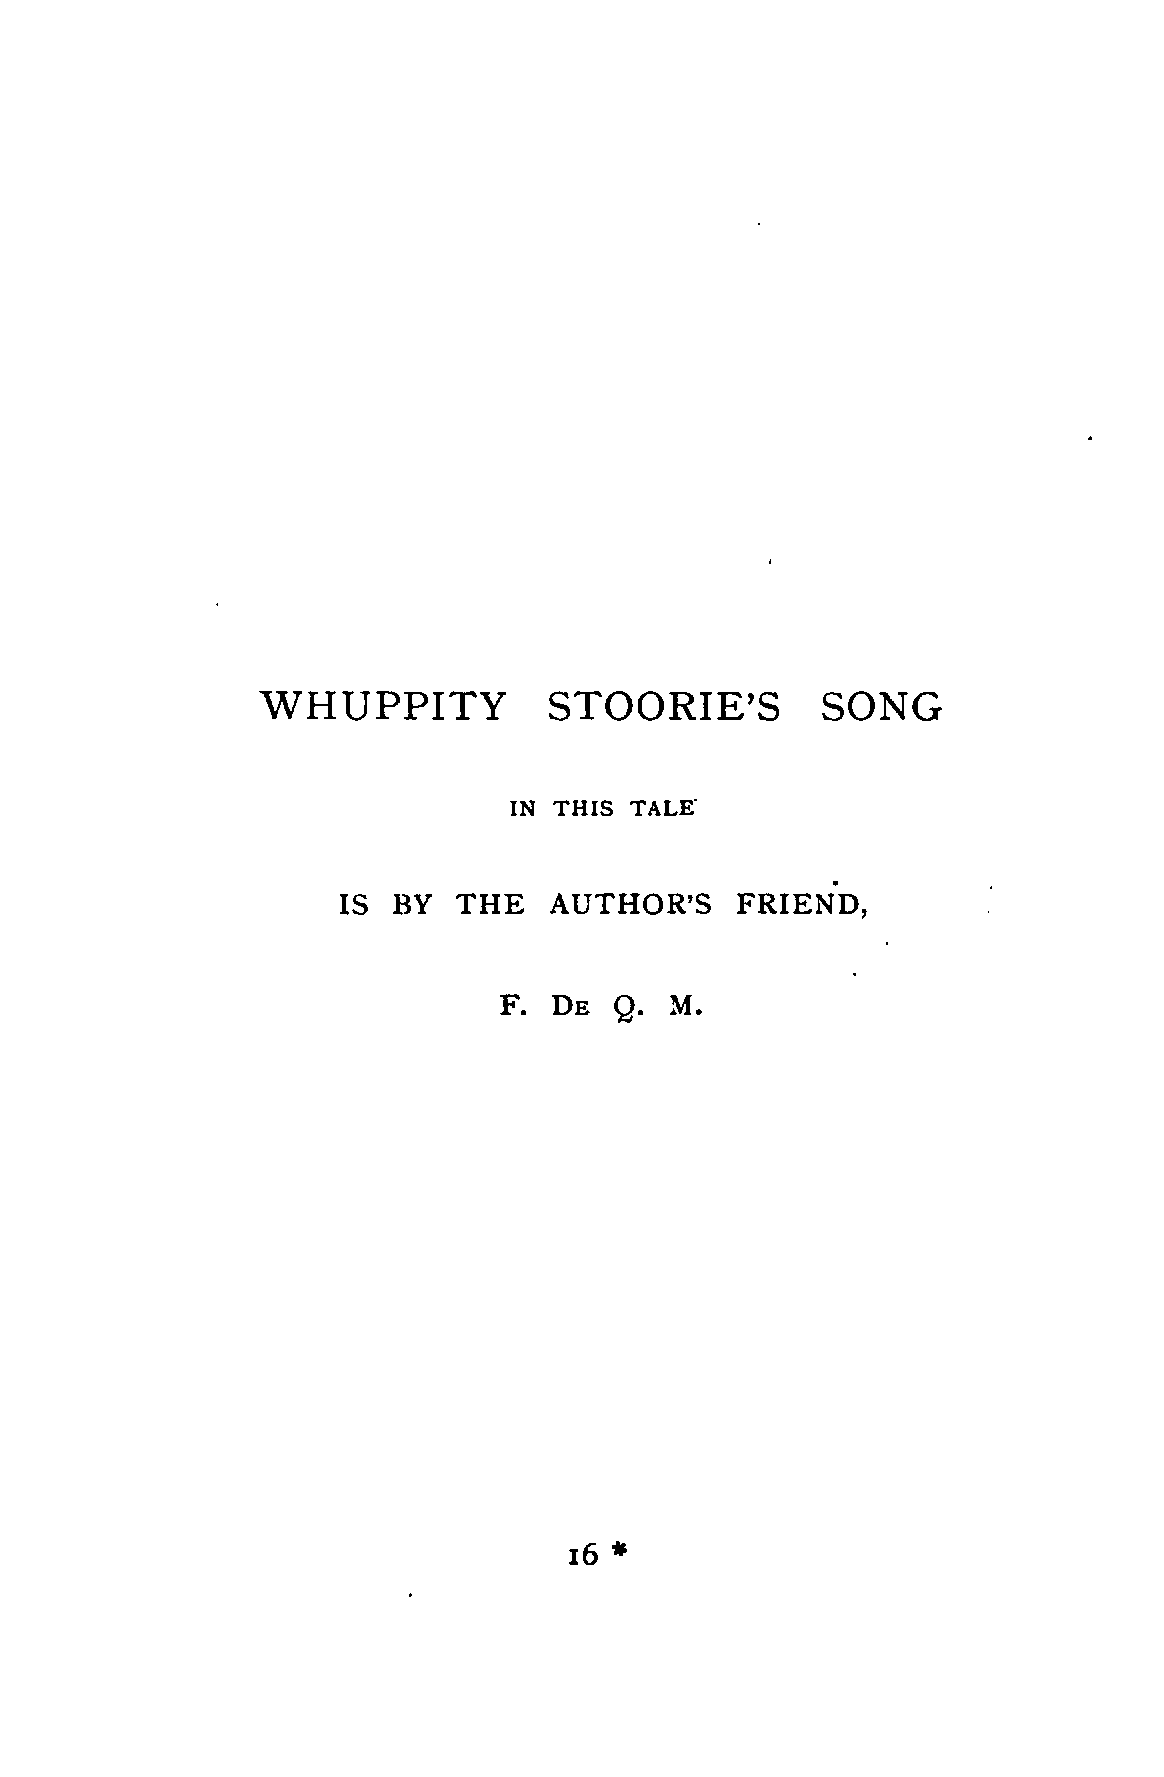 WHUPPITY STOORIE'S SONG
IN THIS TALE
IS BY THE AUTHOR'S FRIEND,
F. DE Q. M.
16 *